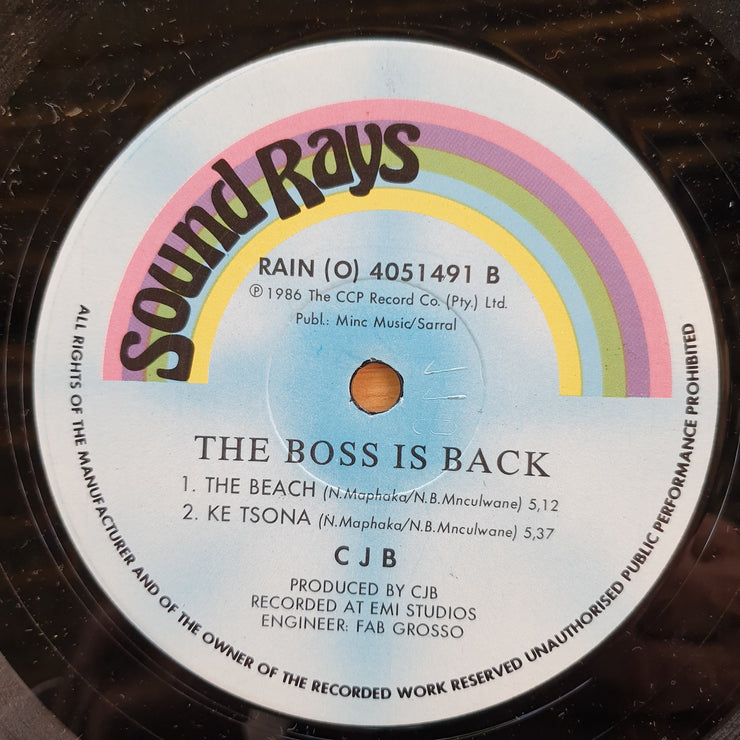 Sound Rays
RAIN (O) 4051491 B
℗ 1986 The CCP Record Co. (Pty.) Ltd.
Publ.: Minc Music/Sarral
THE BOSS IS BACK
1. THE BEACH (N.Maphaka/N.B.Mnculwane) 5,12
2. KE TSONA (N.Maphaka/N.B.Mnculwane) 5,37
CJB
PRODUCED BY CJB
RECORDED AT EMI STUDIOS
ENGINEER: FAB GROSSO
ALL RIGHTS OF THE MANUFACTURER AND OF THE OWNER OF THE RECORDED WORK RESERVED UNAUTHORISED PUBLIC PERFORMANCE PROHIBITED